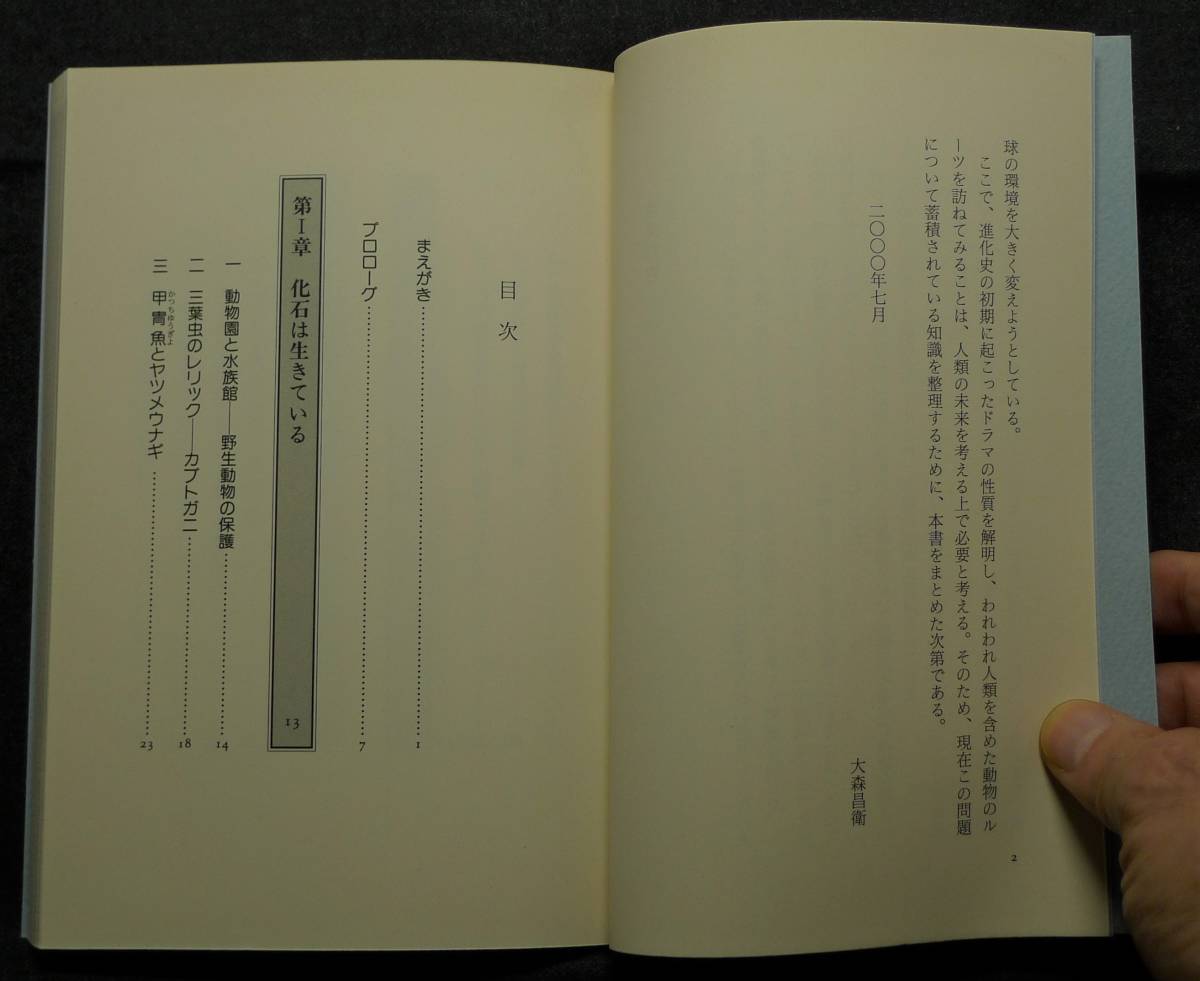 球の環境を大きく変えようとしている。
ここで、進化史の初期に起こったドラマの性質を解明し、われわれ人類を含めた動物のル
ーツを訪ねてみることは、人類の未来を考える上で必要と考える。そのため、現在この問題
について蓄積されている知識を整理するために、本書をまとめた次第である。
二〇〇〇年七月
大森昌衛
2
目次
まえがき……………………………………1
プロローグ……………………………………7
第Ⅰ章 化石は生きている 13
一 動物園と水族館──野生動物の保護……………………14
二 三葉虫のレリック──カブトガニ……………………18
三 甲冑魚とヤツメウナギ……………………23
かっちゅうぎょ